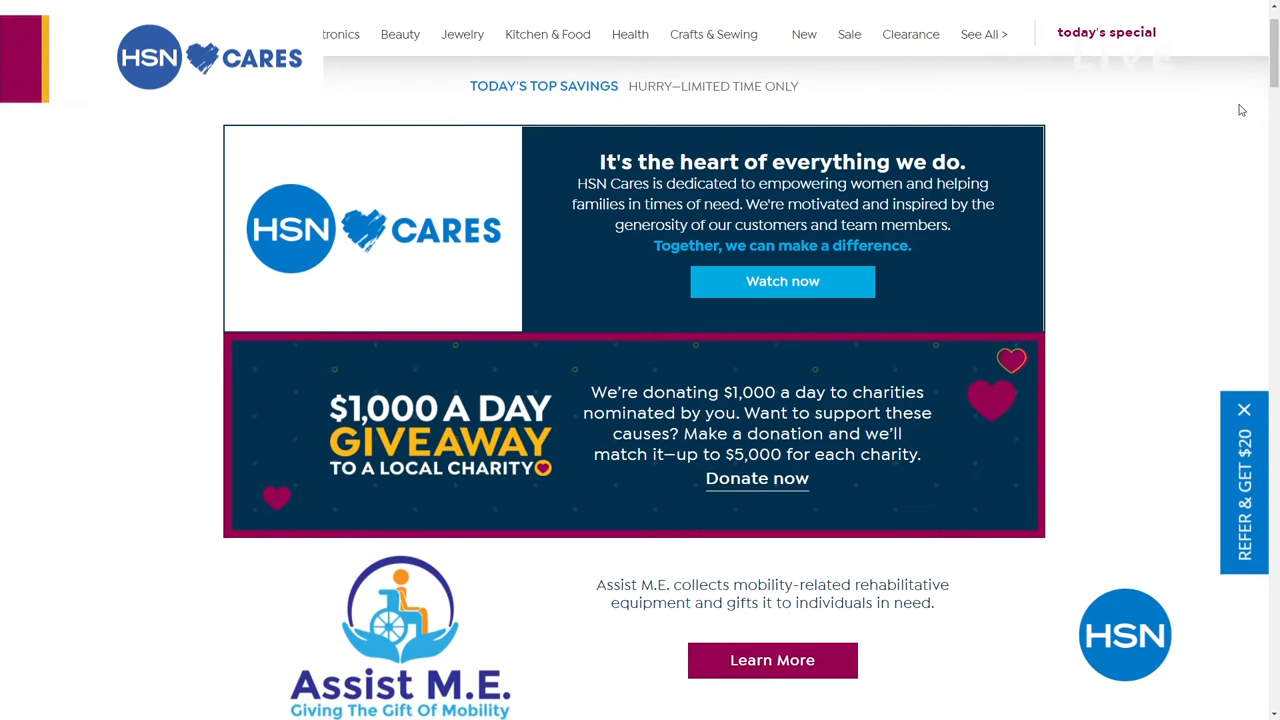 HSN CARES
tronics Beauty Jewelry Kitchen & Food Health Crafts & Sewing New Sale Clearance See All >
today's special
LIVE
TODAY'S TOP SAVINGS HURRY—LIMITED TIME ONLY
HSN CARES
It's the heart of everything we do.
HSN Cares is dedicated to empowering women and helping
families in times of need. We're motivated and inspired by the
generosity of our customers and team members.
Together, we can make a difference.
Watch now
$1,000 A DAY
GIVEAWAY
TO A LOCAL CHARITY
We’re donating $1,000 a day to charities
nominated by you. Want to support these
causes? Make a donation and we’ll
match it—up to $5,000 for each charity.
Donate now
REFER & GET $20
Assist M.E.
Giving The Gift Of Mobility
Assist M.E. collects mobility-related rehabilitative
equipment and gifts it to individuals in need.
Learn More
HSN